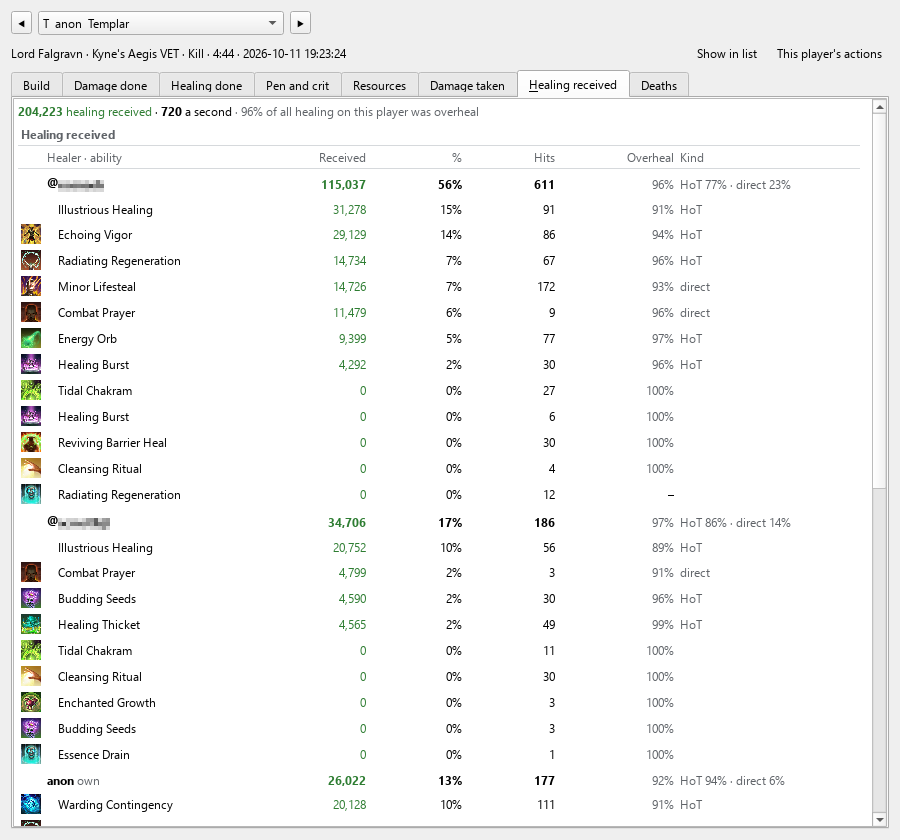 T anon Templar
Lord Falgravn · Kyne's Aegis VET · Kill · 4:44 · 2026-10-11 19:23:24 Show in list This player's actions
Build Damage done Healing done Pen and crit Resources Damage taken Healing received Deaths
204,223 healing received · 720 a second · 96% of all healing on this player was overheal
Healing received
Healer · ability Received % Hits Overheal Kind
@ 115,037 56% 611 96% HoT 77% · direct 23%
Illustrious Healing 31,278 15% 91 91% HoT
Echoing Vigor 29,129 14% 86 94% HoT
Radiating Regeneration 14,734 7% 67 96% HoT
Minor Lifesteal 14,726 7% 172 93% direct
Combat Prayer 11,479 6% 9 96% direct
Energy Orb 9,399 5% 77 97% HoT
Healing Burst 4,292 2% 30 96% HoT
Tidal Chakram 0 0% 27 100%
Healing Burst 0 0% 6 100%
Reviving Barrier Heal 0 0% 30 100%
Cleansing Ritual 0 0% 4 100%
Radiating Regeneration 0 0% 12 –
@ 34,706 17% 186 97% HoT 86% · direct 14%
Illustrious Healing 20,752 10% 56 89% HoT
Combat Prayer 4,799 2% 3 91% direct
Budding Seeds 4,590 2% 30 96% HoT
Healing Thicket 4,565 2% 49 99% HoT
Tidal Chakram 0 0% 11 100%
Cleansing Ritual 0 0% 30 100%
Enchanted Growth 0 0% 3 100%
Budding Seeds 0 0% 3 100%
Essence Drain 0 0% 1 100%
anon own 26,022 13% 177 92% HoT 94% · direct 6%
Warding Contingency 20,128 10% 111 91% HoT